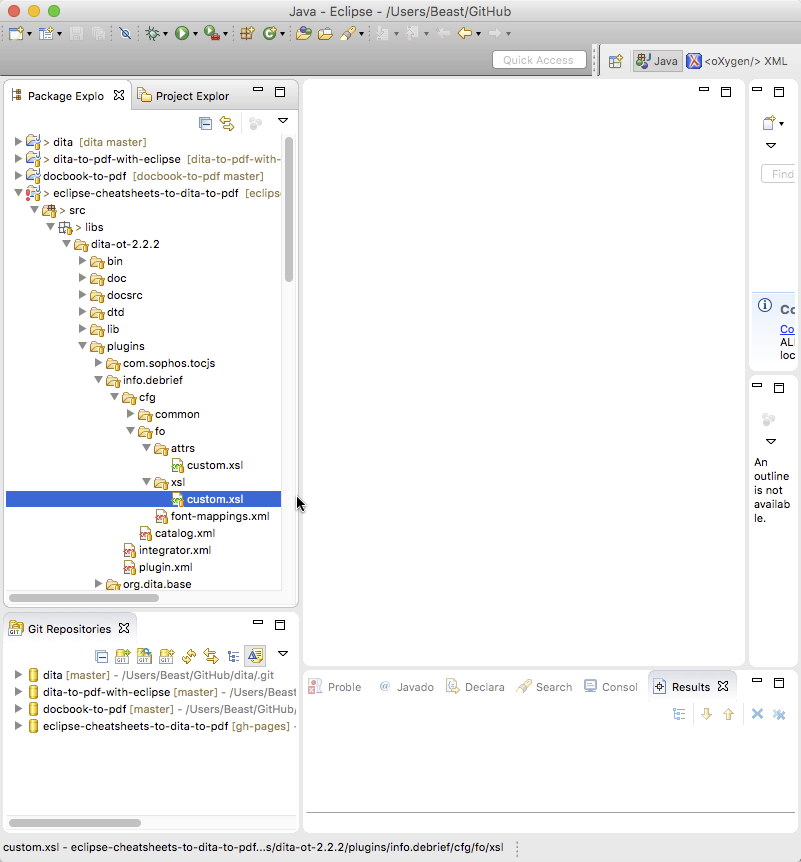 Java - Eclipse - /Users/Beast/GitHub
Quick Access
Java
<oXygen/> XML
Package Explo
Project Explor
> dita [dita master]
> dita-to-pdf-with-eclipse [dita-to-pdf-with-
docbook-to-pdf [docbook-to-pdf master]
> eclipse-cheatsheets-to-dita-to-pdf [eclips
> src
> libs
dita-ot-2.2.2
bin
doc
docsrc
dtd
lib
plugins
com.sophos.tocjs
info.debrief
cfg
common
fo
attrs
custom.xsl
xsl
custom.xsl
font-mappings.xml
catalog.xml
integrator.xml
plugin.xml
org.dita.base
Find
Co
Co
ALI
loc
An
outline
is not
availab
le.
Git Repositories
dita [master] - /Users/Beast/GitHub/dita/.git
dita-to-pdf-with-eclipse [master] - /Users/Beast
docbook-to-pdf [master] - /Users/Beast/GitHub/
eclipse-cheatsheets-to-dita-to-pdf [gh-pages] -
Proble
@ Javado
Declara
Search
Consol
Results
custom.xsl - eclipse-cheatsheets-to-dita-to-pdf...s/dita-ot-2.2.2/plugins/info.debrief/cfg/fo/xsl